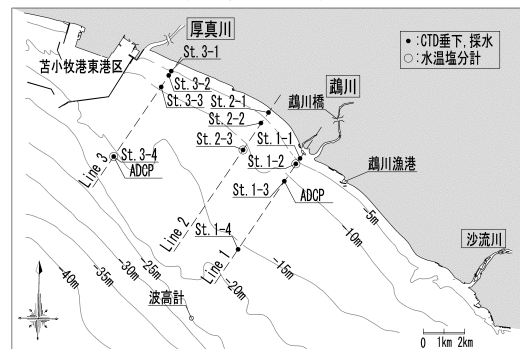 厚真川
●:CTD垂下,採水
○:水温塩分計
苫小牧港東港区
St. 3-1
St. 3-2
St. 3-3
St. 2-1
St. 2-2
St. 2-3
鵡川橋
鵡川
St. 1-1
St. 1-2
St. 1-3
ADCP
鵡川漁港
St. 3-4
ADCP
St. 1-4
Line 3
Line 2
Line 1
-5m
-10m
-15m
-20m
-25m
-30m
-35m
-40m
沙流川
波高計
0 1km 2km